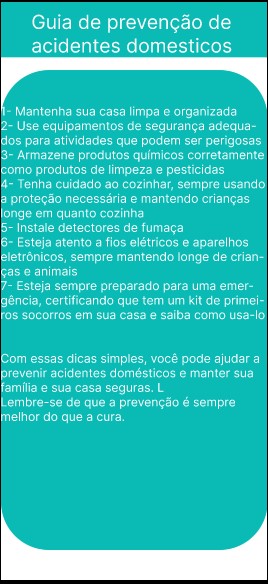 Guia de prevenção de
acidentes domesticos
1- Mantenha sua casa limpa e organizada
2- Use equipamentos de segurança adequa-
dos para atividades que podem ser perigosas
3- Armazene produtos químicos corretamente
como produtos de limpeza e pesticidas
4- Tenha cuidado ao cozinhar, sempre usando
a proteção necessária e mantendo crianças
longe em quanto cozinha
5- Instale detectores de fumaça
6- Esteja atento a fios elétricos e aparelhos
eletrônicos, sempre mantendo longe de crian-
ças e animais
7- Esteja sempre preparado para uma emer-
gência, certificando que tem um kit de primei-
ros socorros em sua casa e saiba como usa-lo
Com essas dicas simples, você pode ajudar a
prevenir acidentes domésticos e manter sua
família e sua casa seguras. L
Lembre-se de que a prevenção é sempre
melhor do que a cura.